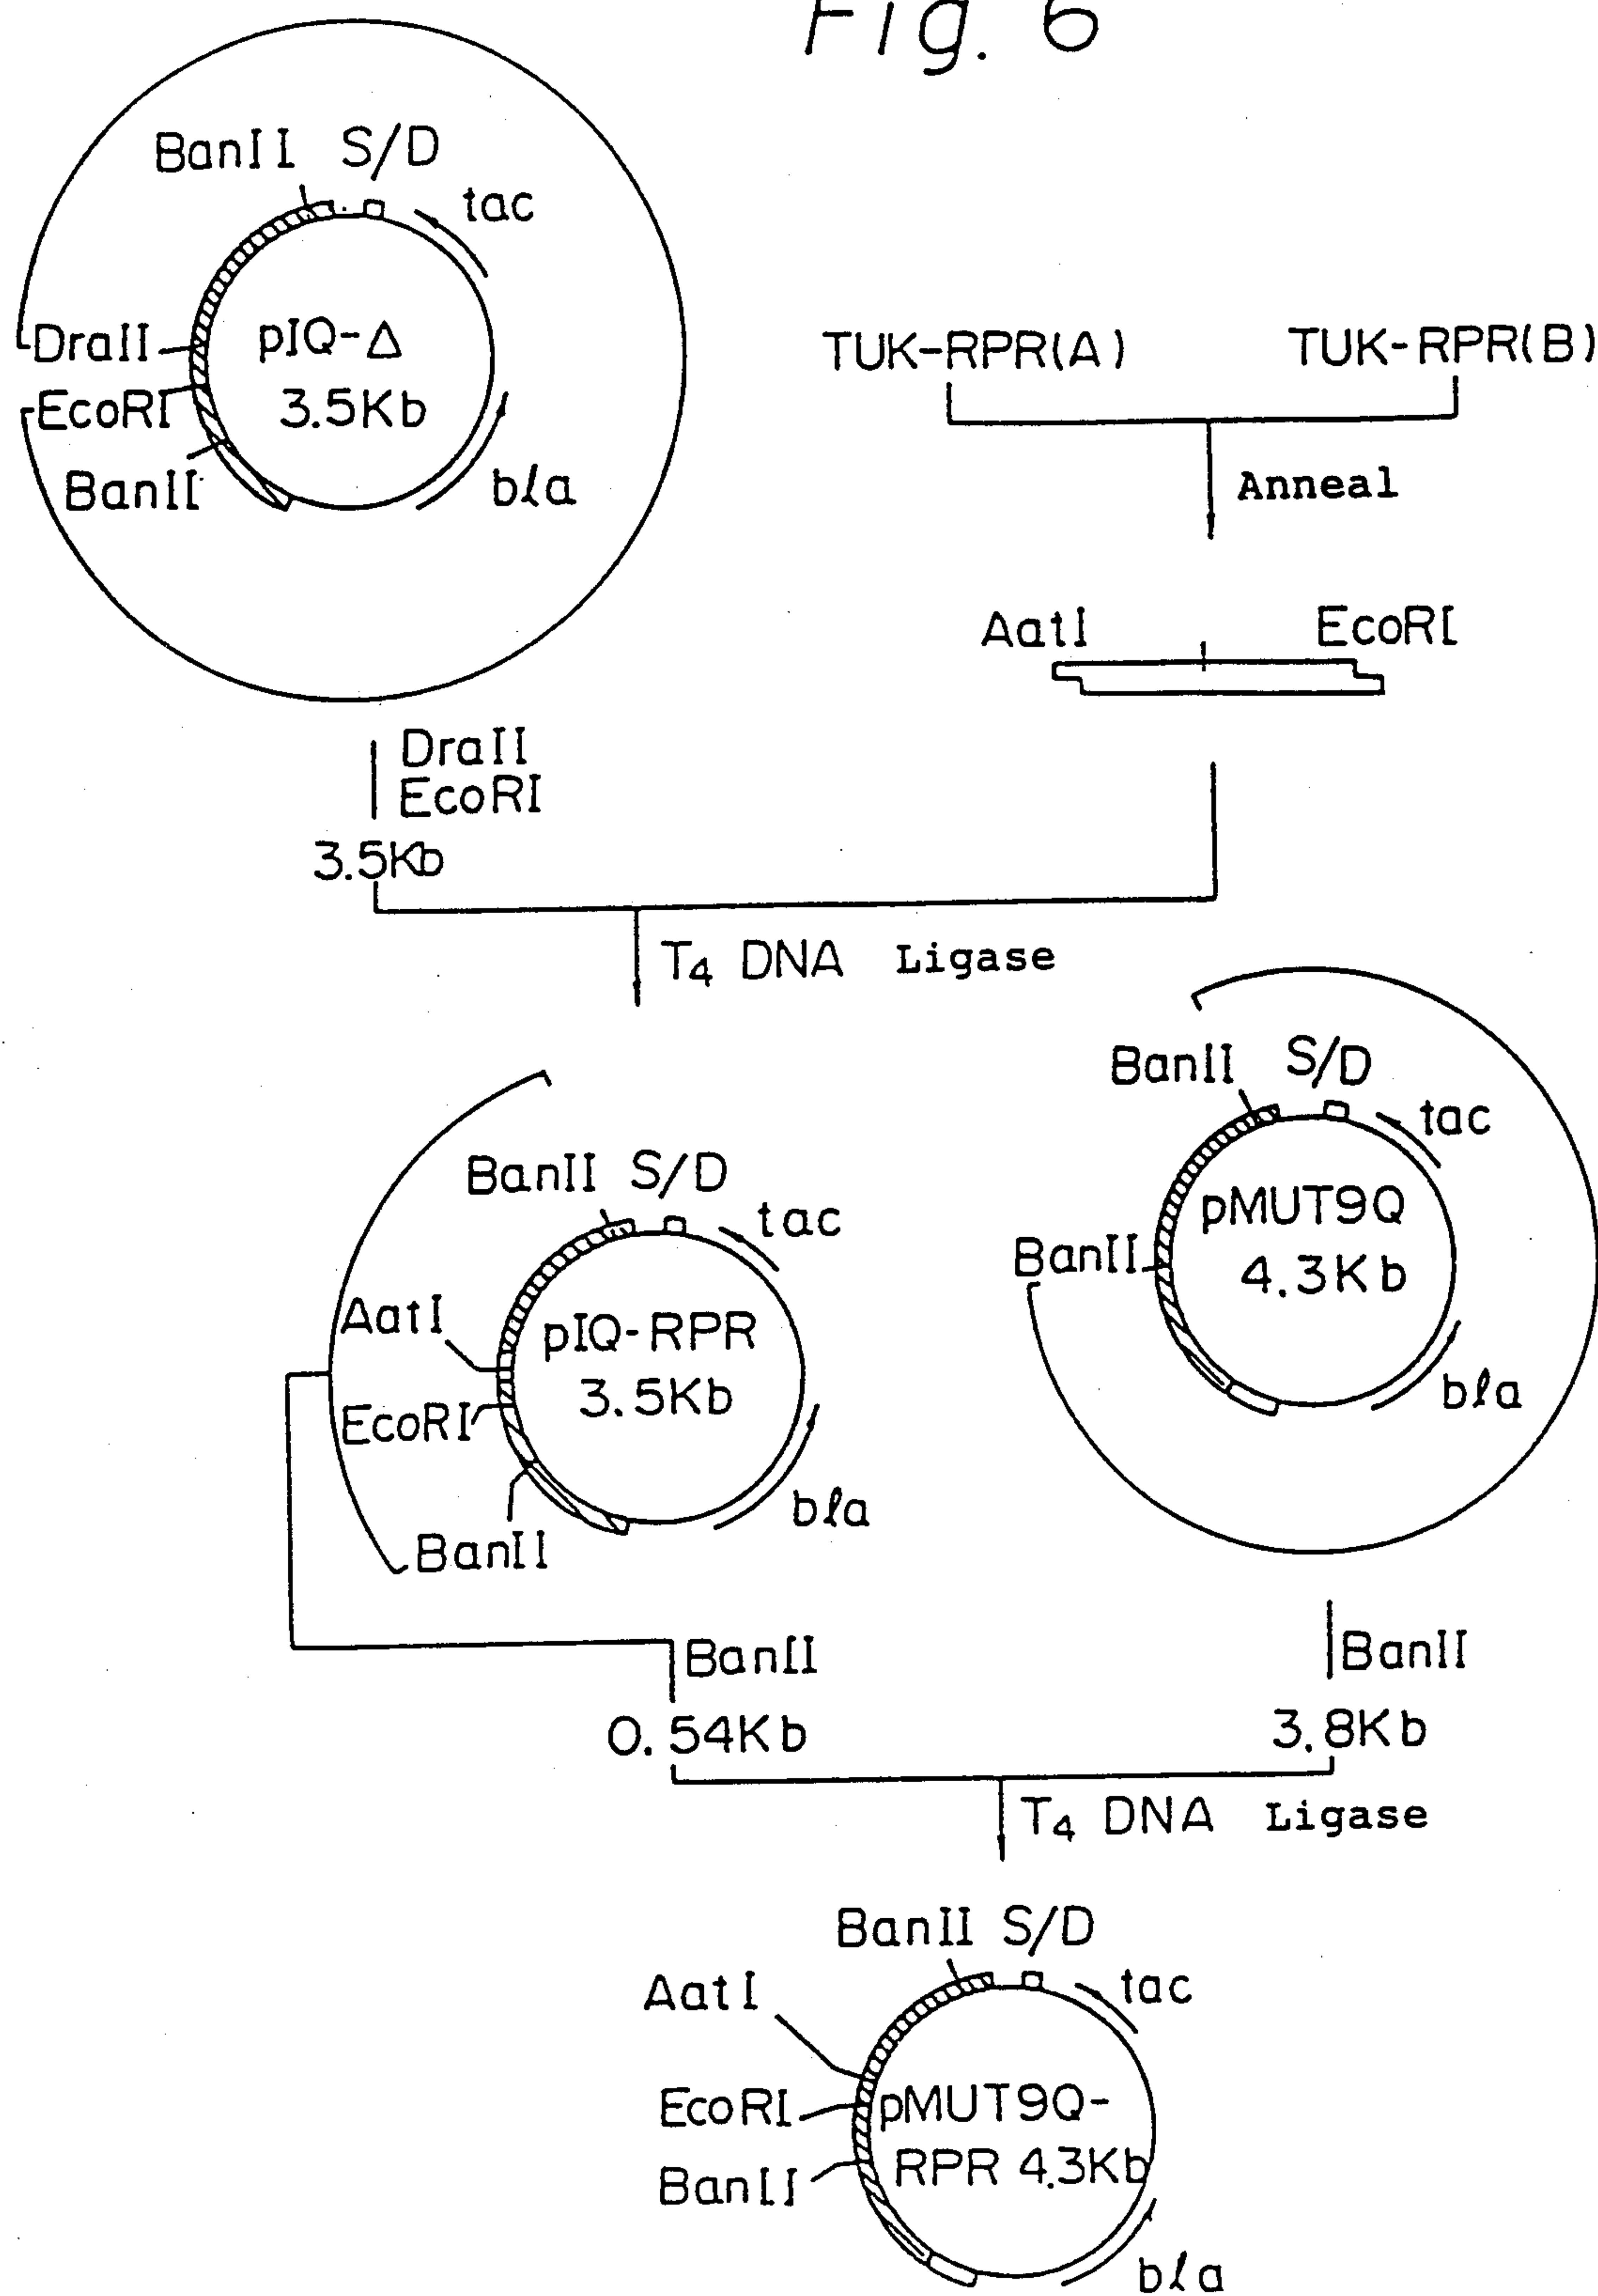 Fig. 6
BanII S/D
tac
DraII
pIQ-Δ
EcoRI
3.5Kb
BanII
bla
TUK-RPR(A) TUK-RPR(B)
Anneal
AatI EcoRI
DraII
EcoRI
3.5Kb
T4 DNA Ligase
BanII S/D
tac
AatI
pIQ-RPR
3.5Kb
EcoRI
bla
BanII
BanII
0.54Kb
BanII S/D
tac
pMUT9Q
BanII
4.3Kb
bla
BanII
3.8Kb
T4 DNA Ligase
BanII S/D
tac
AatI
EcoRI
pMUT9Q-
RPR 4.3Kb
BanII
bla